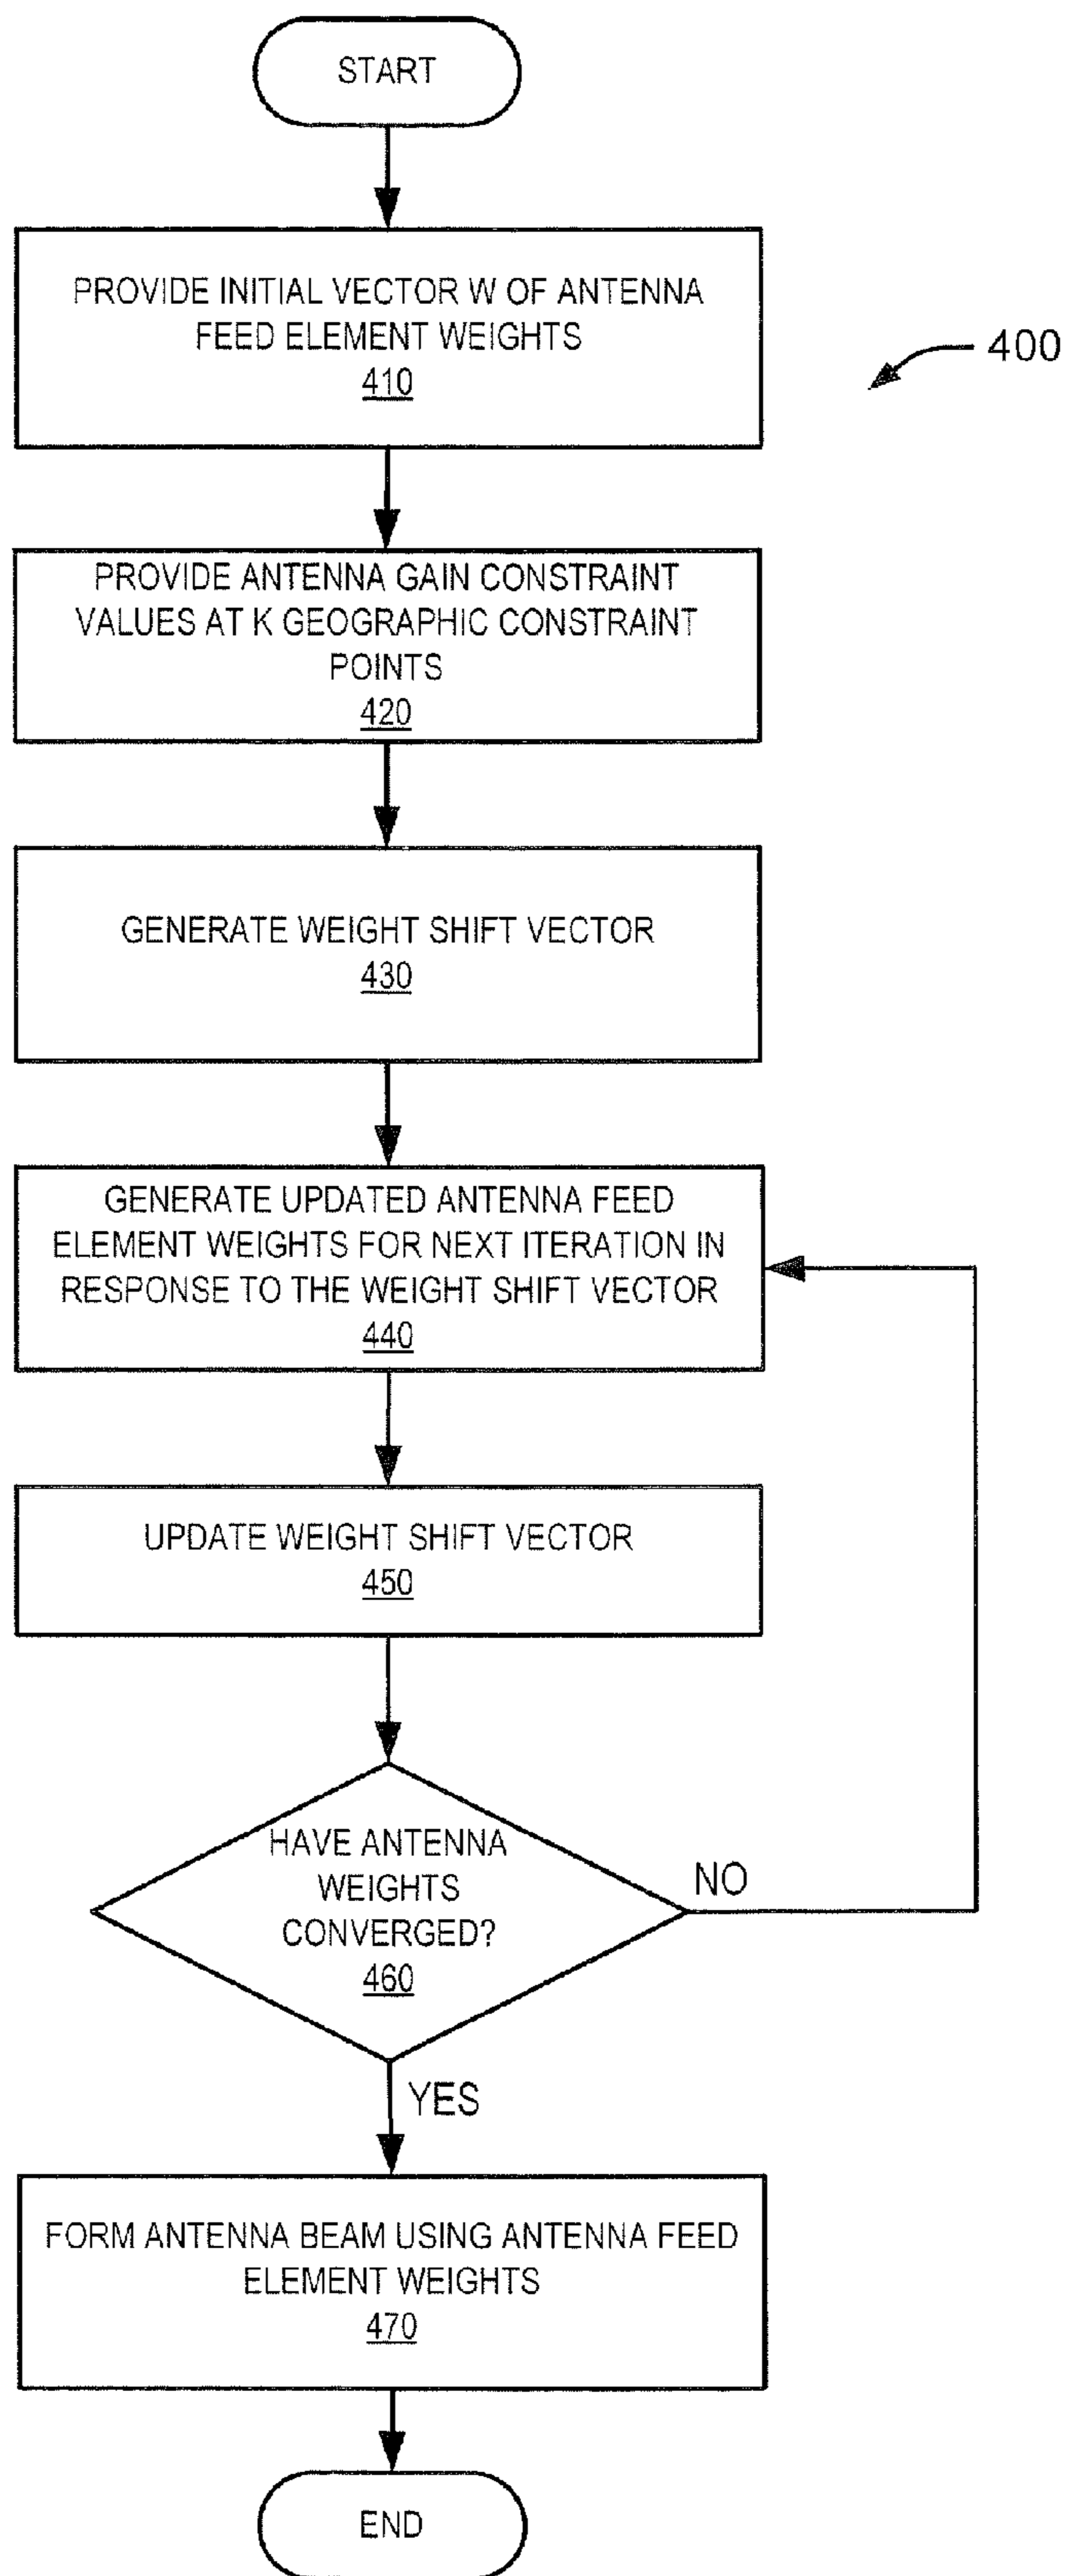 START
PROVIDE INITIAL VECTOR W OF ANTENNA
FEED ELEMENT WEIGHTS
410
400
PROVIDE ANTENNA GAIN CONSTRAINT
VALUES AT K GEOGRAPHIC CONSTRAINT
POINTS
420
GENERATE WEIGHT SHIFT VECTOR
430
GENERATE UPDATED ANTENNA FEED
ELEMENT WEIGHTS FOR NEXT ITERATION IN
RESPONSE TO THE WEIGHT SHIFT VECTOR
440
UPDATE WEIGHT SHIFT VECTOR
450
HAVE ANTENNA
WEIGHTS
CONVERGED?
460
NO
YES
FORM ANTENNA BEAM USING ANTENNA FEED
ELEMENT WEIGHTS
470
END